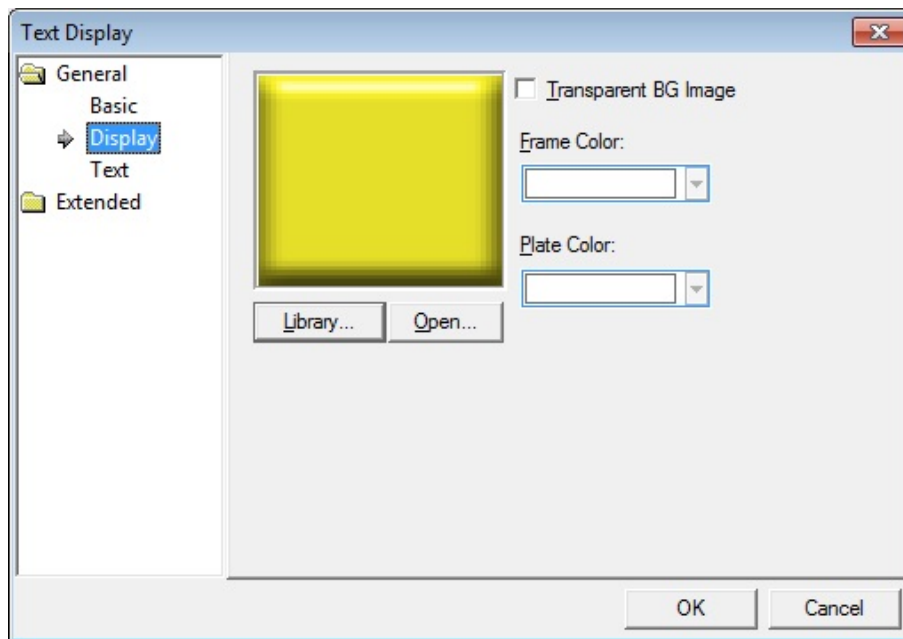 Text Display
General
Basic
Display
Text
Extended
Transparent BG Image
Frame Color:
Plate Color:
Library...
Open...
OK
Cancel